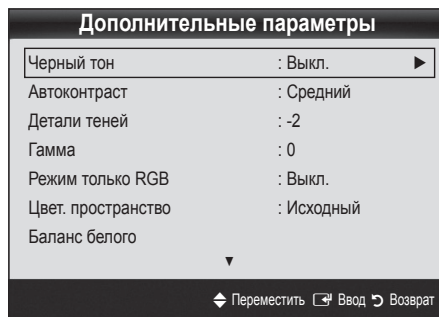 Дополнительные параметры
Черный тон : Выкл. ▶
Автоконтраст : Средний
Детали теней : -2
Гамма : 0
Режим только RGB : Выкл.
Цвет. пространство : Исходный
Баланс белого
▼
Переместить Ввод Возврат